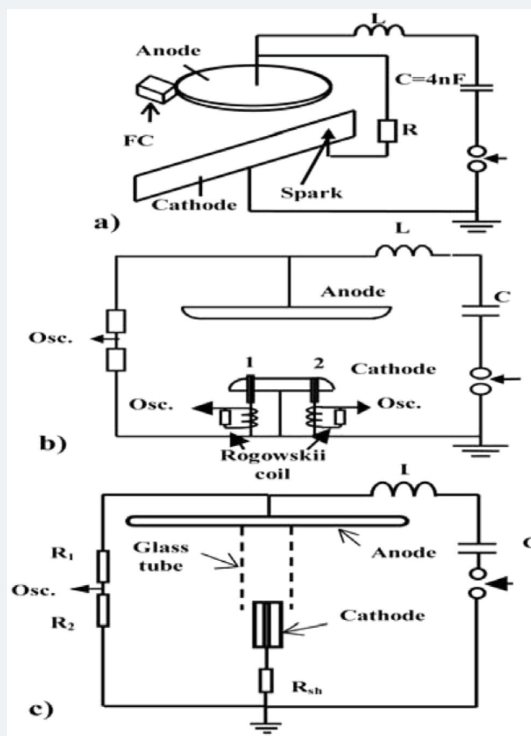 L
Anode
C=4nF
FC
R
Spark
Cathode
a)
L
Anode
C
Osc.
1 2
Cathode
Osc. Osc.
Rogowskii
coil
b)
R₁
Glass
tube
Anode
Osc.
R₂
Cathode
Rsh
c)